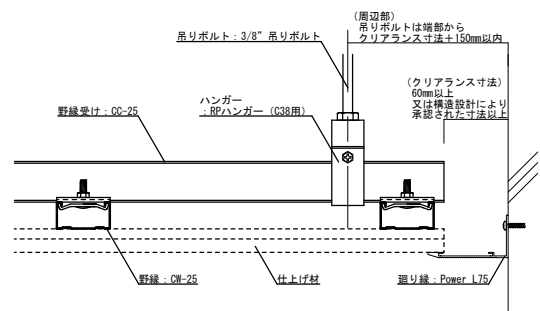 (周辺部)
吊りボルトは端部から
クリアランス寸法+150mm以内
吊りボルト：3/8" 吊りボルト
(クリアランス寸法)
60mm以上
又は構造設計により
承認された寸法以上
ハンガー
：RPハンガー (C38用)
野縁受け：CC-25
野縁：CW-25
仕上げ材
廻り縁：Power L75